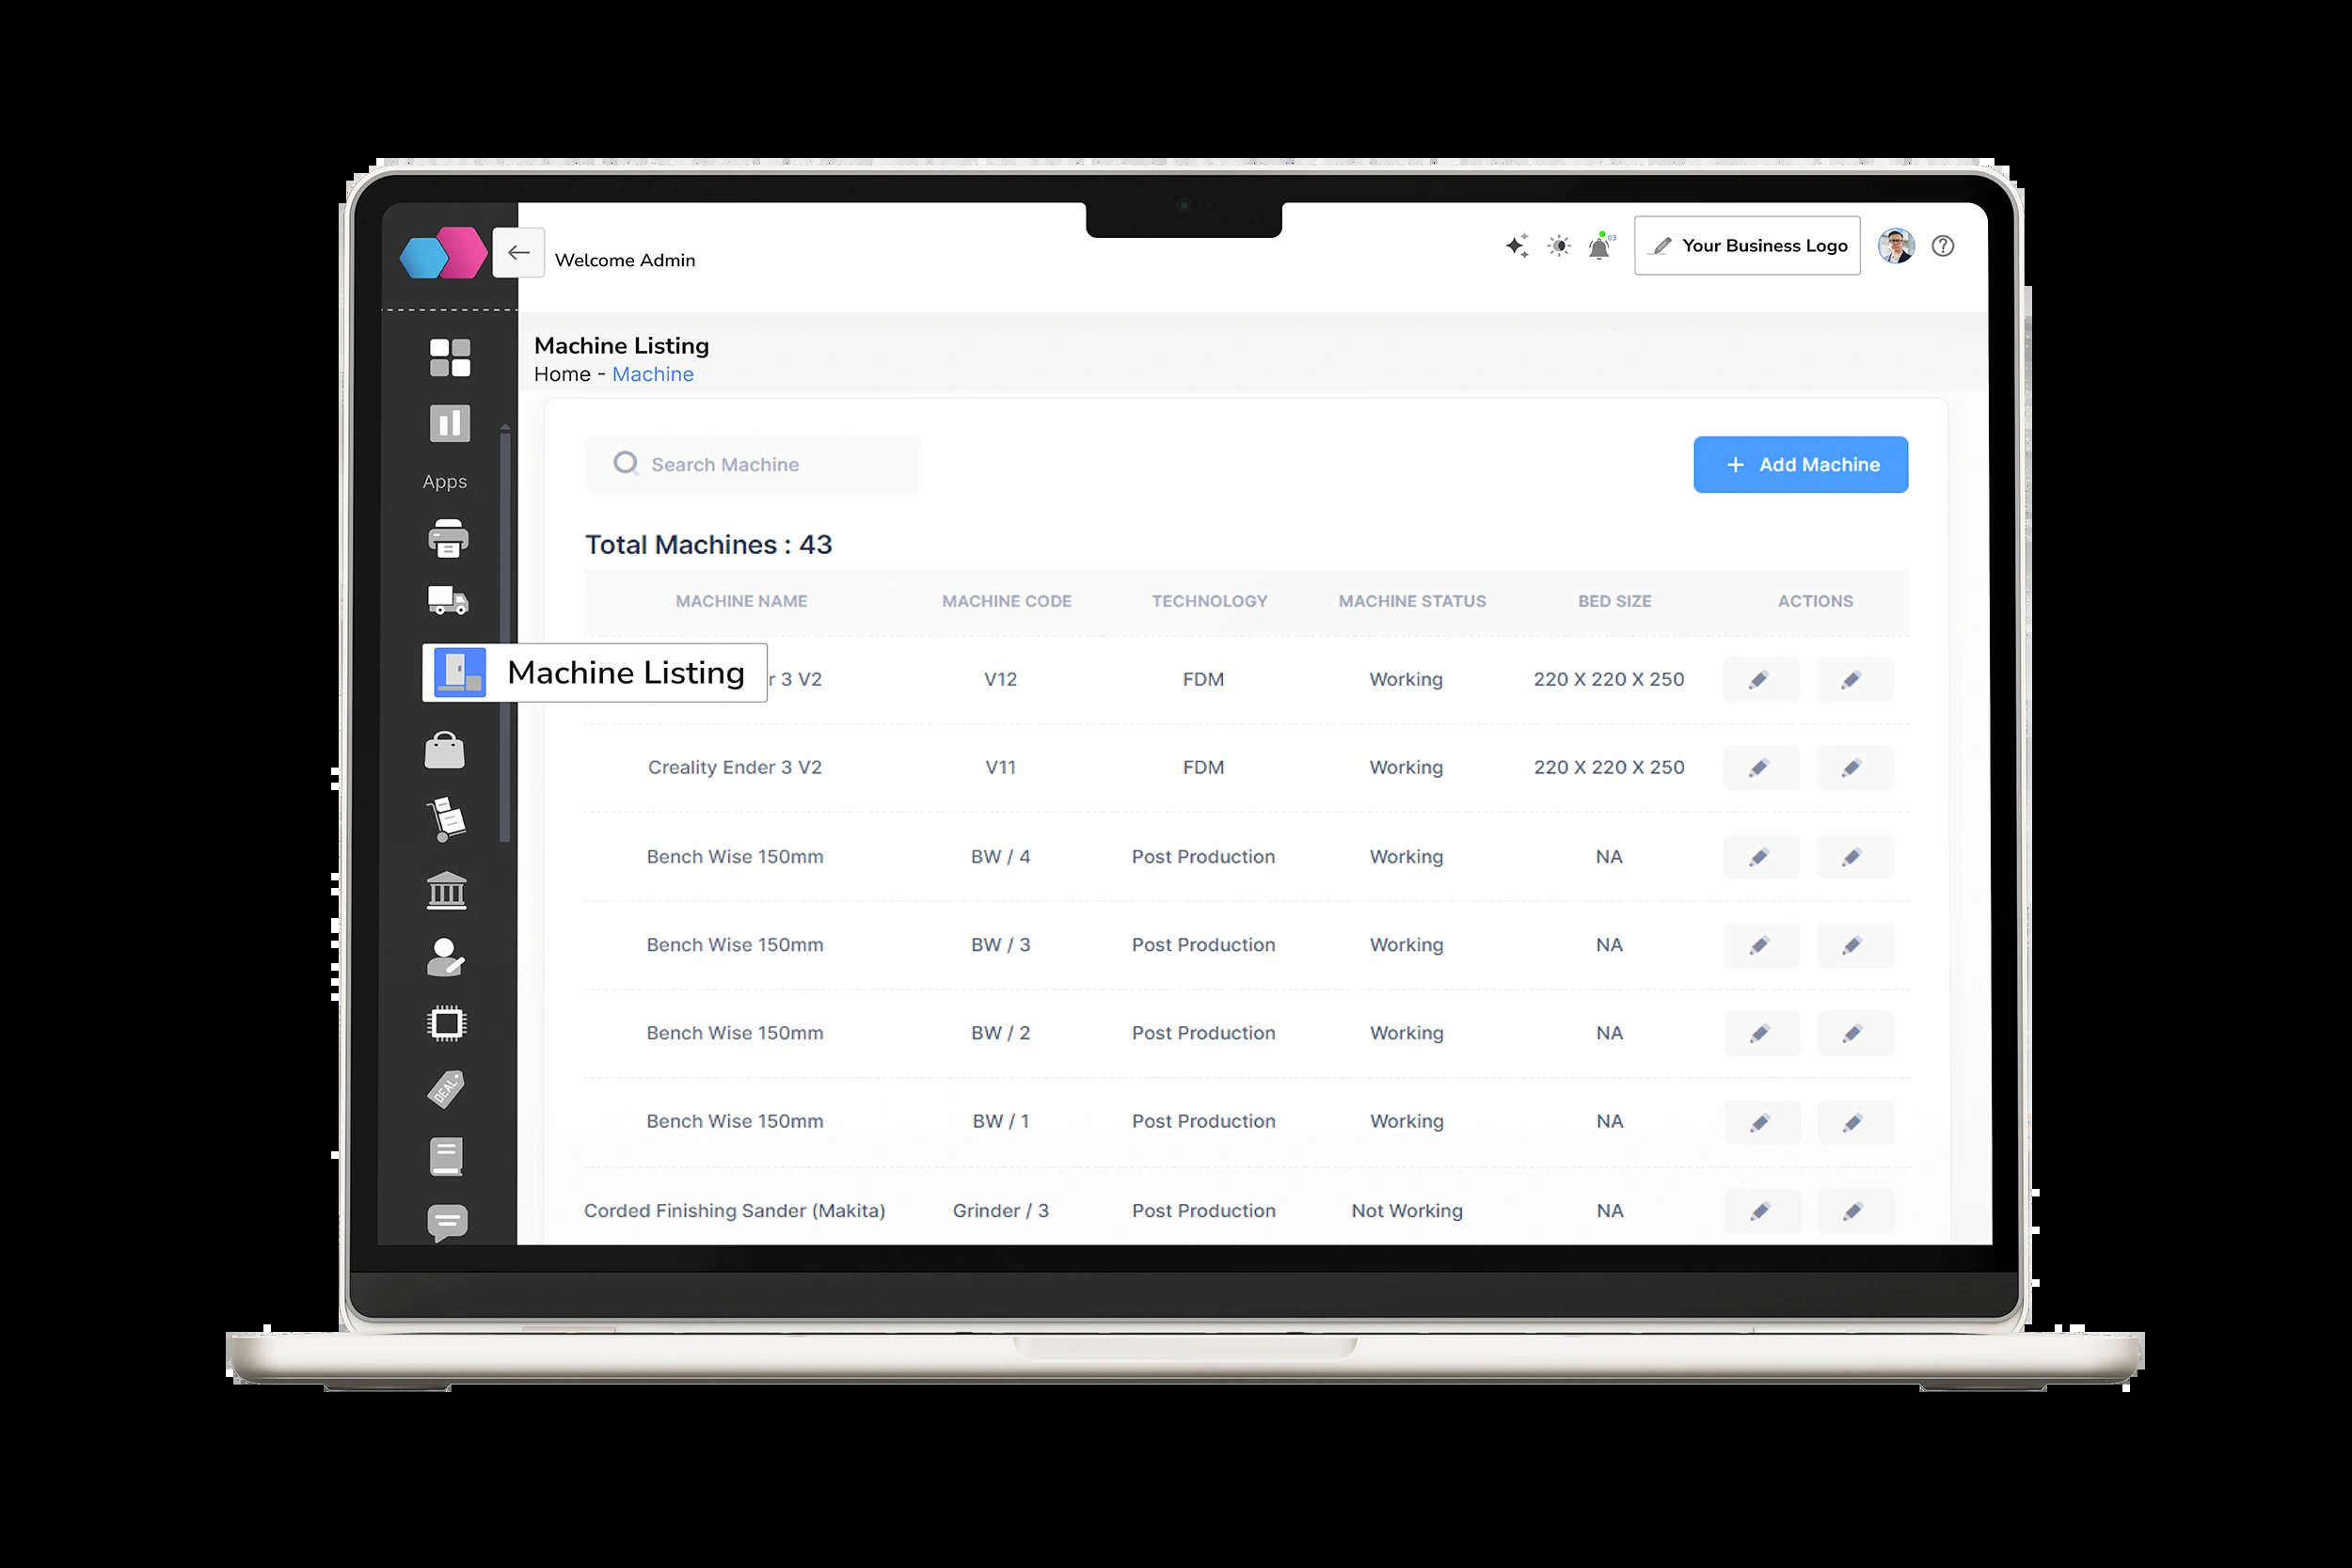 Welcome Admin
03
Your Business Logo
Machine Listing
Home - Machine
Apps
Search Machine
+ Add Machine
Total Machines : 43
MACHINE NAME MACHINE CODE TECHNOLOGY MACHINE STATUS BED SIZE ACTIONS
Machine Listing
r 3 V2 V12 FDM Working 220 X 220 X 250
Creality Ender 3 V2 V11 FDM Working 220 X 220 X 250
Bench Wise 150mm BW / 4 Post Production Working NA
Bench Wise 150mm BW / 3 Post Production Working NA
Bench Wise 150mm BW / 2 Post Production Working NA
DEAL
Bench Wise 150mm BW / 1 Post Production Working NA
Corded Finishing Sander (Makita) Grinder / 3 Post Production Not Working NA